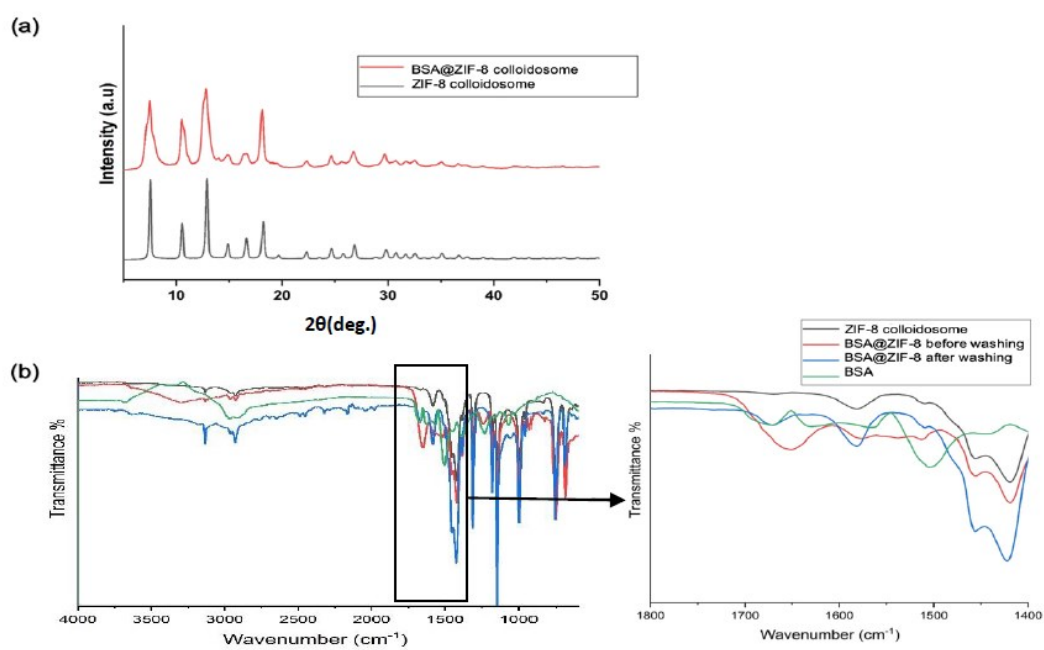 (a)
BSA@ZIF-8 colloidosome
ZIF-8 colloidosome
Intensity (a.u)
10 20 30 40 50
2θ(deg.)
(b)
ZIF-8 colloidosome
BSA@ZIF-8 before washing
BSA@ZIF-8 after washing
BSA
Transmittance %
4000 3500 3000 2500 2000 1500 1000
Wavenumber (cm⁻¹)
Transmittance %
1800 1700 1600 1500 1400
Wavenumber (cm⁻¹)